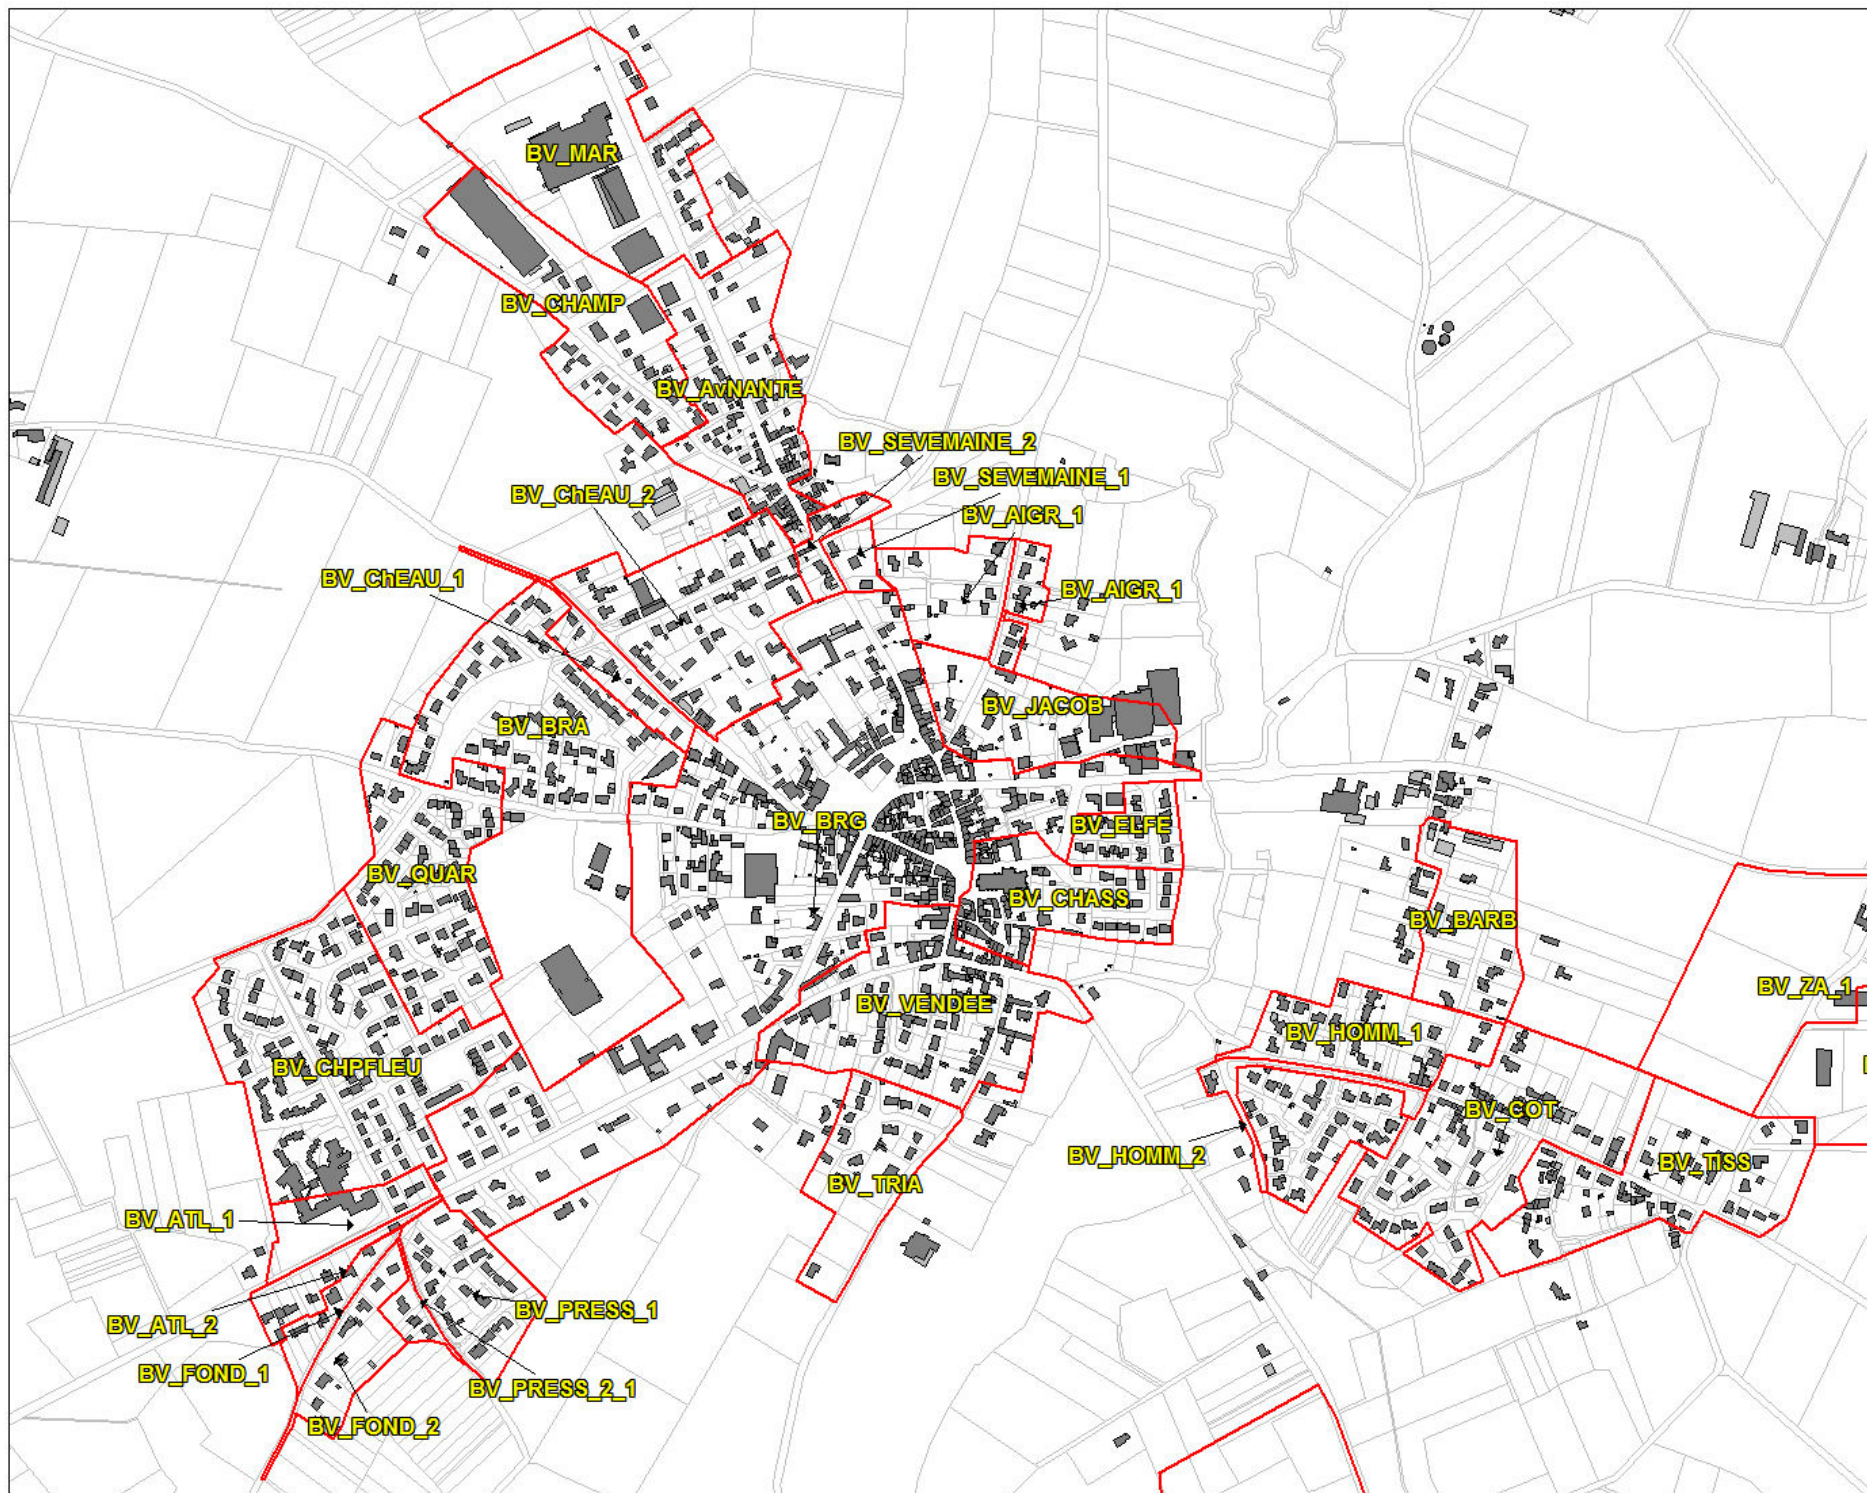 BV_MAR
BV_CHAMP
BV_AvNANTE
BV_SEVEMAINE_2
BV_SEVEMAINE_1
BV_ChEAU_2
BV_AIGR_1
BV_ChEAU_1
BV_AIGR_1
BV_JACOB
BV_BRA
BV_BRG
BV_ELFE
BV_QUAR
BV_CHASS
BV_BARB
BV_ZA_1
BV_VENDEE
BV_HOMM_1
BV_CHPFLEU
BV_COT
BV_HOMM_2
BV_TISS
BV_TRIA
BV_ATL_1
BV_PRESS_1
BV_ATL_2
BV_FOND_1
BV_PRESS_2_1
BV_FOND_2